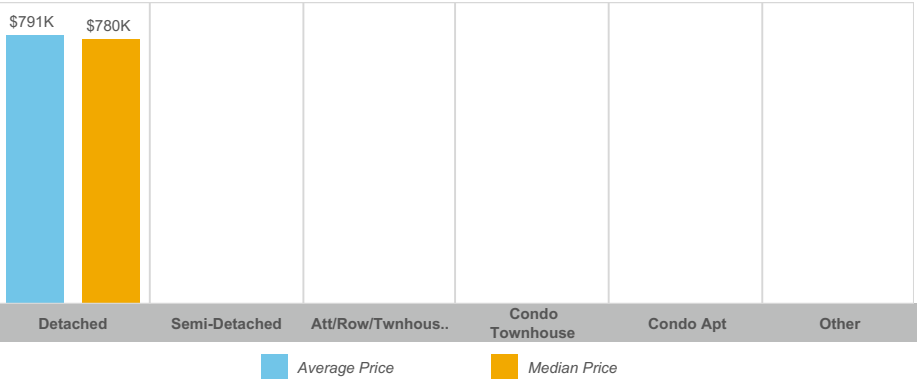 $791K
$780K
Detached
Semi-Detached
Att/Row/Twnhous..
Condo
Townhouse
Condo Apt
Other
Average Price
Median Price